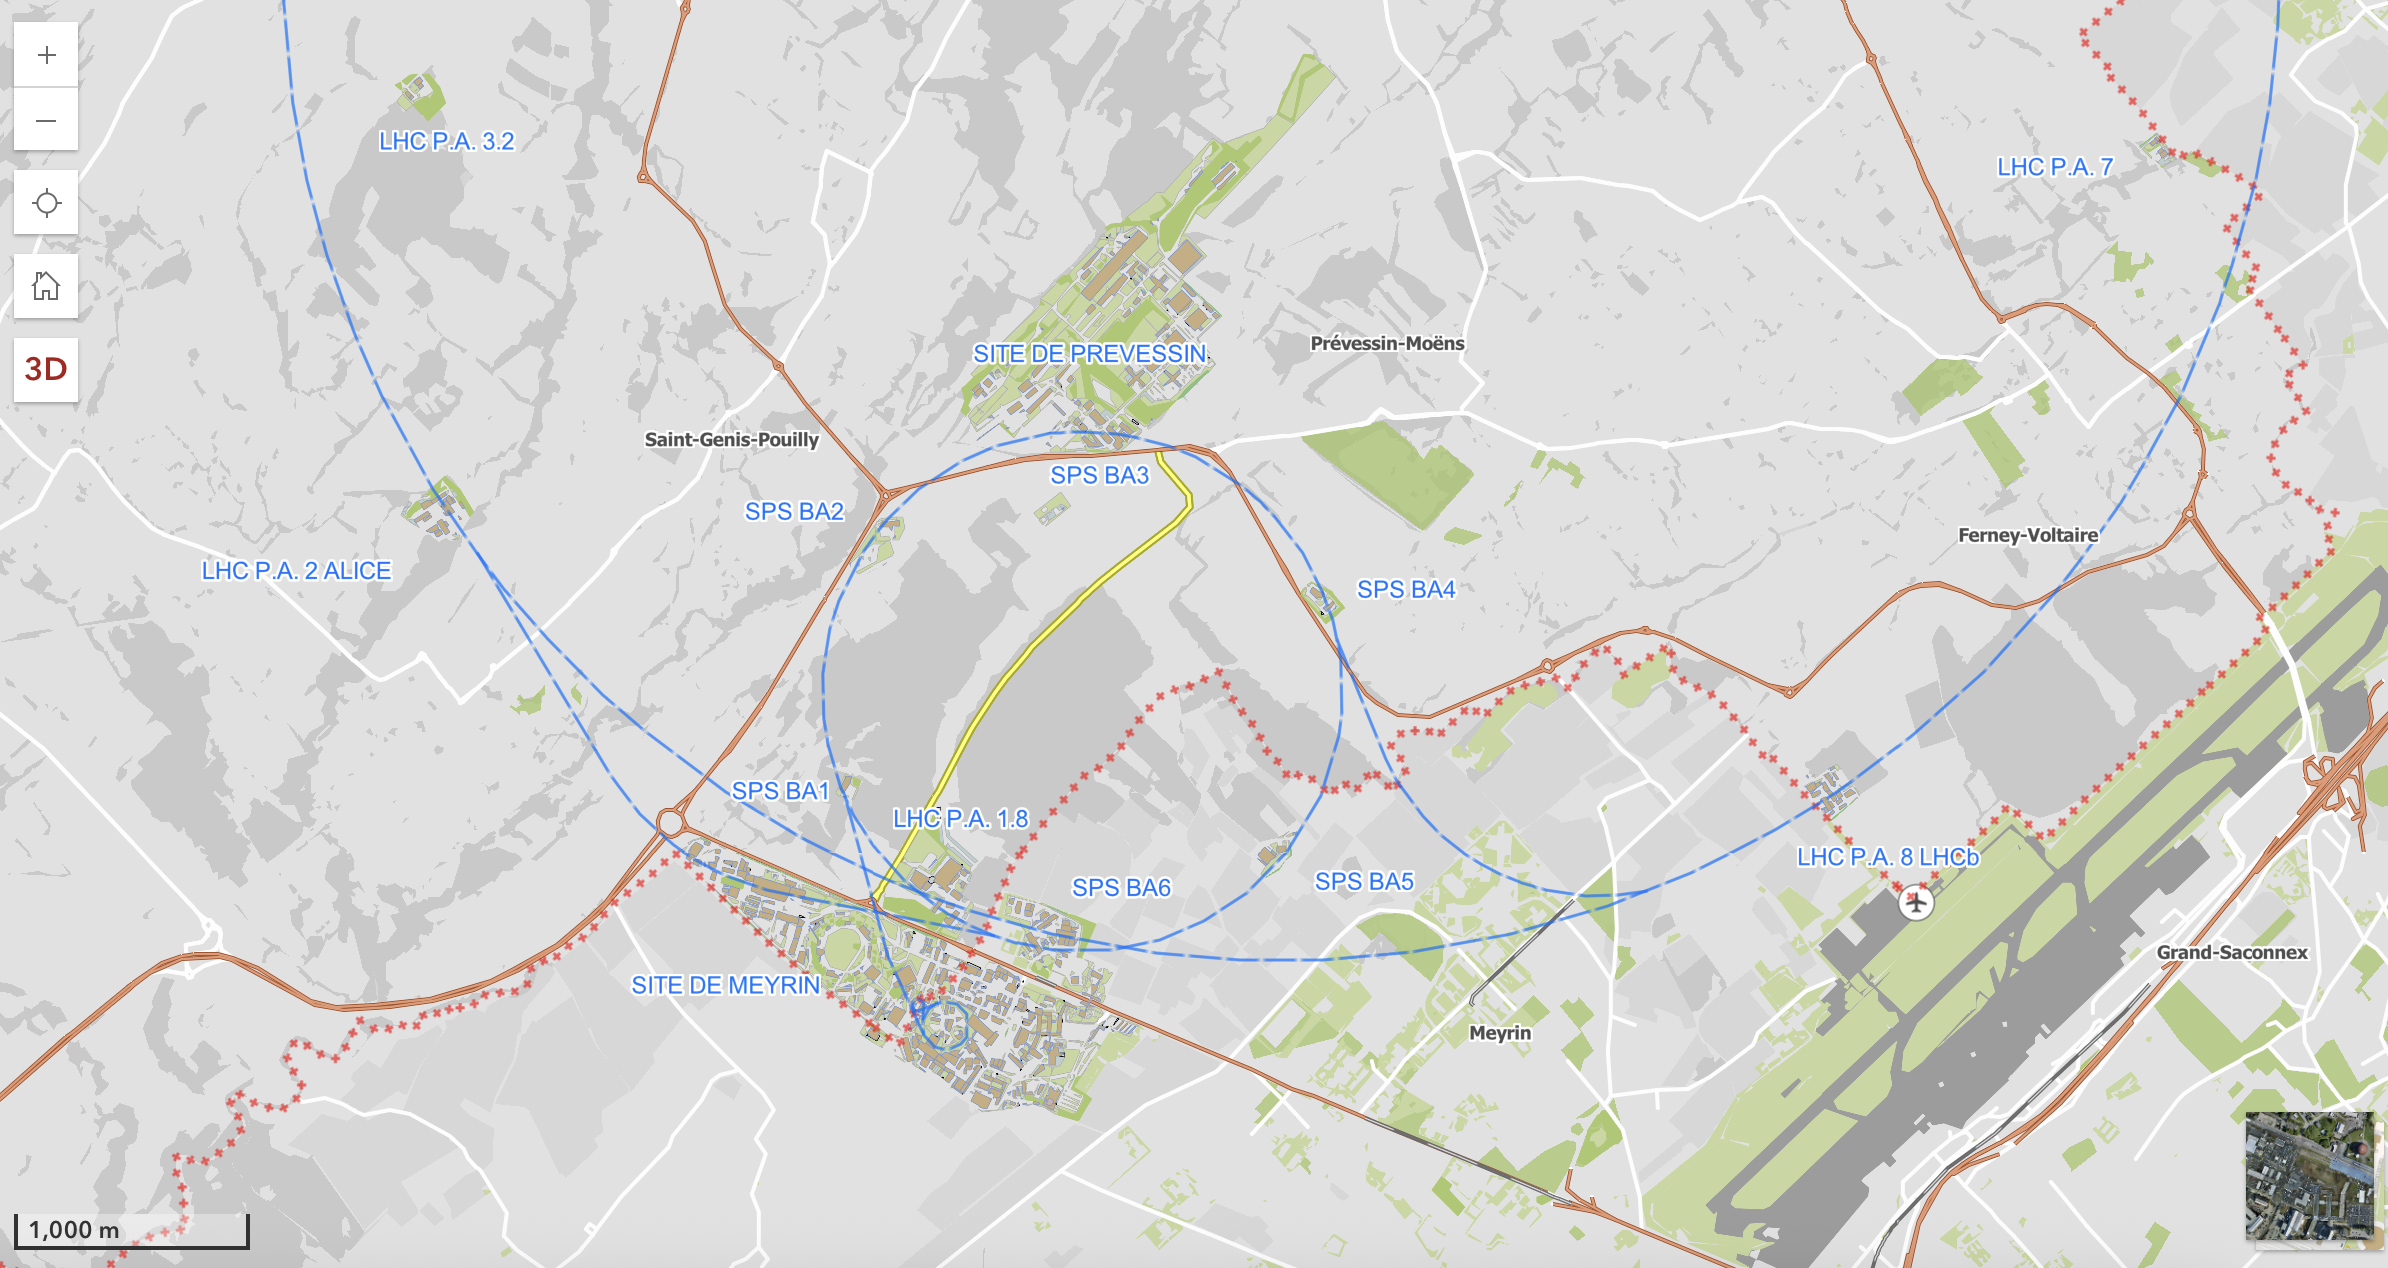 LHC P.A. 3.2
LHC P.A. 7
3D
SITE DE PREVESSIN
Prévessin-Moëns
Saint-Genis-Pouilly
SPS BA3
SPS BA2
Ferney-Voltaire
LHC P.A. 2 ALICE
SPS BA4
SPS BA1
LHC P.A. 1.8
LHC P.A. 8 LHCb
SPS BA5
SPS BA6
Grand-Saconnex
SITE DE MEYRIN
Meyrin
1,000 m